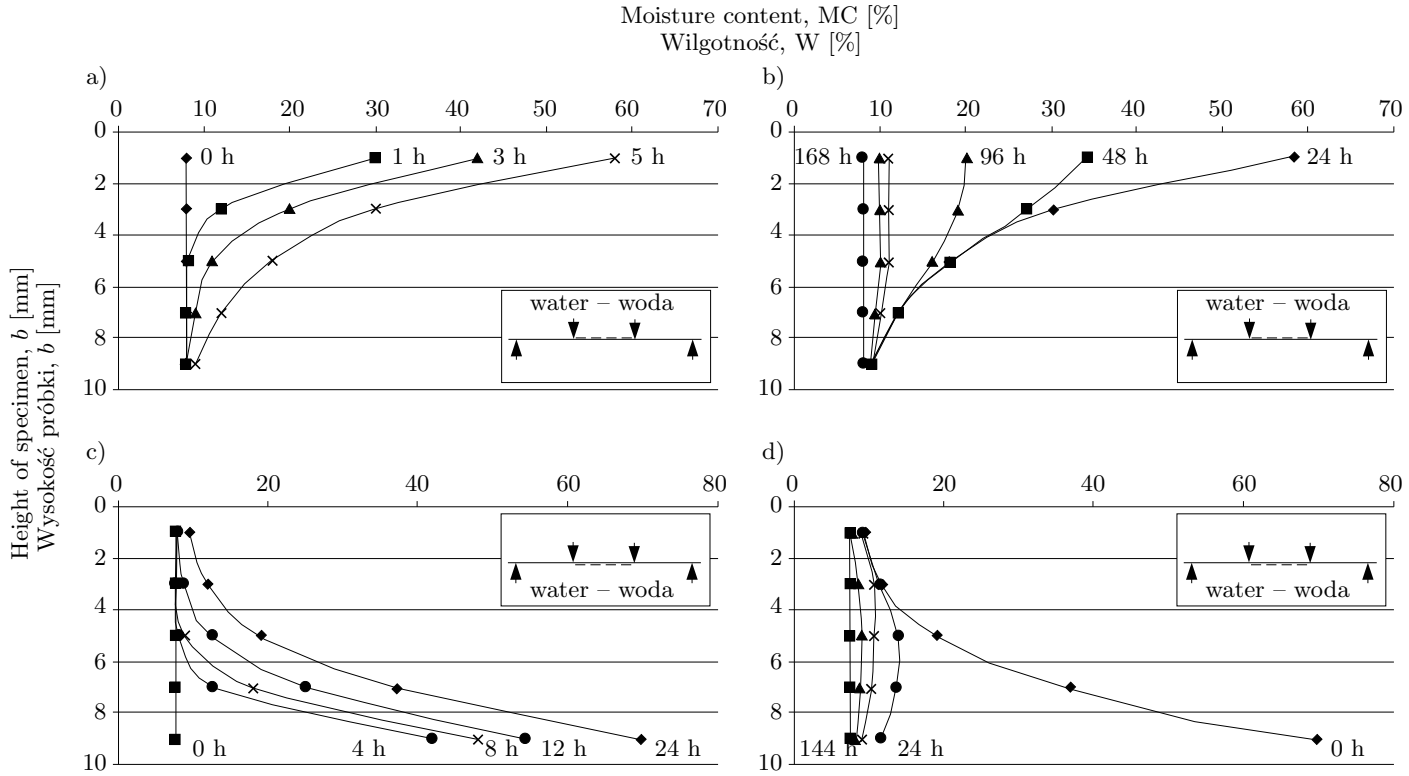 Moisture content, MC [%]
Wilgotność, W [%]
Height of specimen, b [mm]
Wysokość próbki, b [mm]
a)
0 10 20 30 40 50 60 70
0
2
4
6
8
10
0 h 1 h 3 h 5 h
water – woda
b)
0 10 20 30 40 50 60 70
0
2
4
6
8
10
168 h 96 h 48 h 24 h
water – woda
c)
0 20 40 60 80
0
2
4
6
8
10
water – woda
0 h 4 h 8 h 12 h 24 h
d)
0 20 40 60 80
0
2
4
6
8
10
water – woda
144 h 24 h 0 h